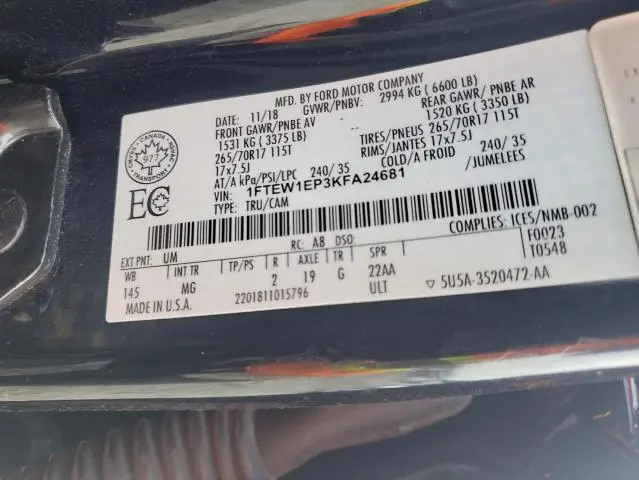 MFD. BY FORD MOTOR COMPANY
DATE: 11/18 GVWR/PNBV: 2994 KG (6600 LB)
FRONT GAWR/PNBE AV REAR GAWR/ PNBE AR
1531 KG (3375 LB) 1520 KG (3350 LB)
265/70R17 115T TIRES/PNEUS 265/70R17 115T
17x7.5J RIMS/JANTES 17x7.5J
AT/A kPa/PSI/LPC 240/ 35 COLD/A FROID 240/ 35
VIN: 1FTEW1EP3KFA24681 /JUMELEES
TYPE: TRU/CAM
CANADA
977
TRANSPORT
EC
COMPLIES: ICES/NMB-002
EXT PNT: UM RC: A8 DSO: F0023
WB INT TR TP/PS R AXLE TR SPR T0548
145 MG 2 19 G 22AA
MADE IN U.S.A. 2201811015796 ULT ▽ 5U5A-3520472-AA